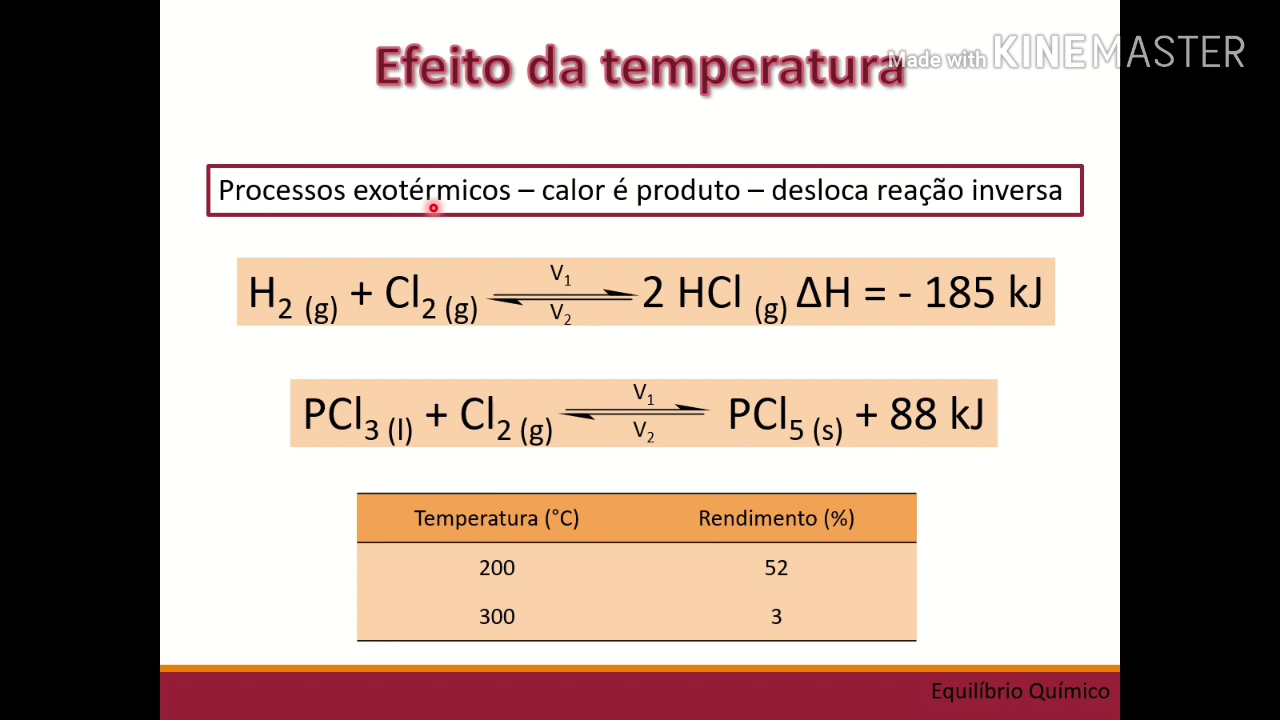 Efeito da temperatura
Made with KINEMASTER
Processos exotérmicos – calor é produto – desloca reação inversa
V₁
H₂ (g) + Cl₂ (g) ⇌ 2 HCl (g) ΔH = - 185 kJ
V₂
V₁
PCl₃ (l) + Cl₂ (g) ⇌ PCl₅ (s) + 88 kJ
V₂
Temperatura (°C) Rendimento (%)
200 52
300 3
Equilíbrio Químico